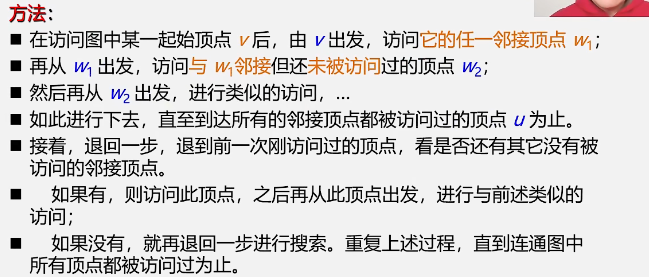 方法：
■ 在访问图中某一起始顶点 v 后，由 v 出发，访问它的任一邻接顶点 w₁；
■ 再从 w₁ 出发，访问与 w₁邻接但还未被访问过的顶点 w₂；
■ 然后再从 w₂ 出发，进行类似的访问，…
■ 如此进行下去，直至到达所有的邻接顶点都被访问过的顶点 u 为止。
■ 接着，退回一步，退到前一次刚访问过的顶点，看是否还有其它没有被
访问的邻接顶点。
■ 如果有，则访问此顶点，之后再从此顶点出发，进行与前述类似的
访问；
■ 如果没有，就再退回一步进行搜索。重复上述过程，直到连通图中
所有顶点都被访问过为止。